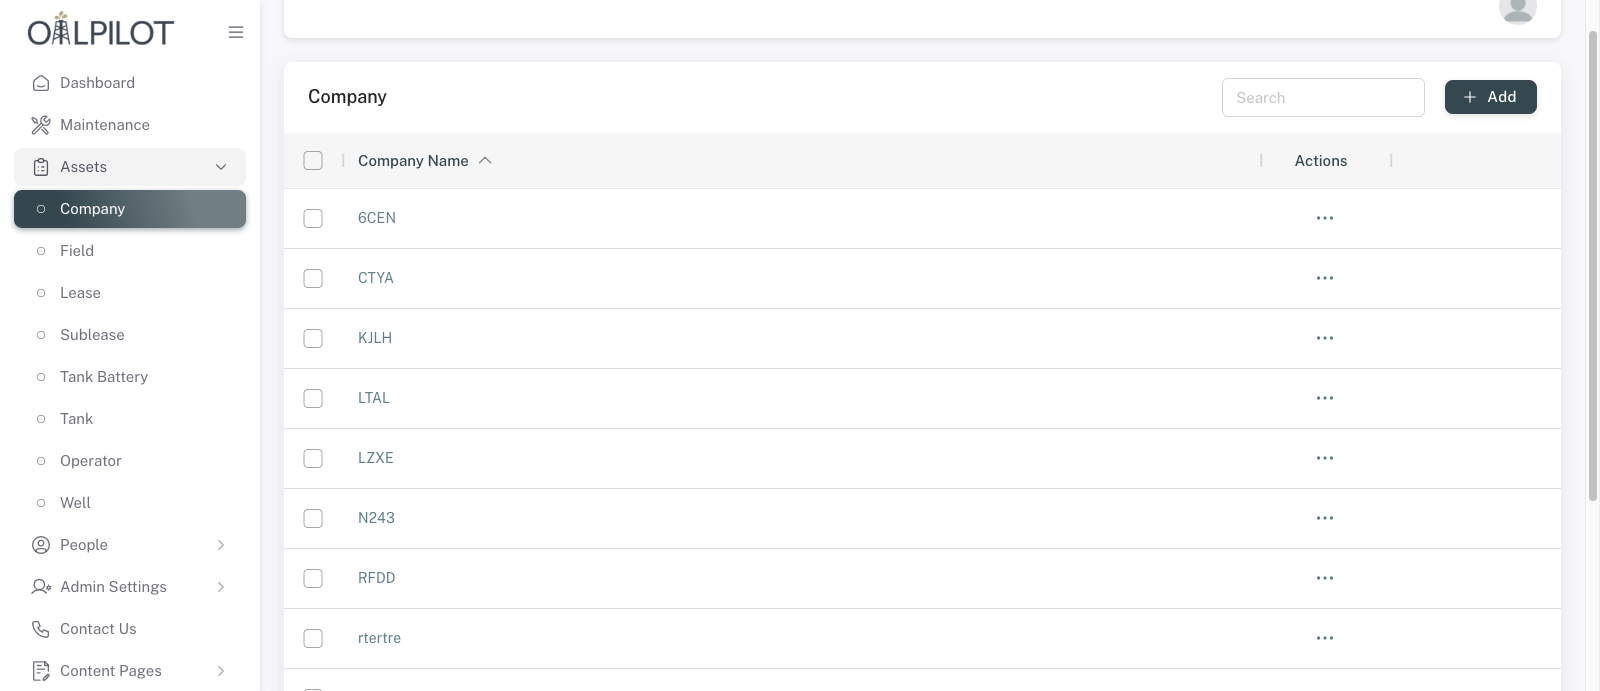 OILPILOT
Dashboard
Maintenance
Assets
Company
Field
Lease
Sublease
Tank Battery
Tank
Operator
Well
People
Admin Settings
Contact Us
Content Pages
Company
Search
+ Add
Company Name
Actions
6CEN
CTYA
KJLH
LTAL
LZXE
N243
RFDD
rtertre